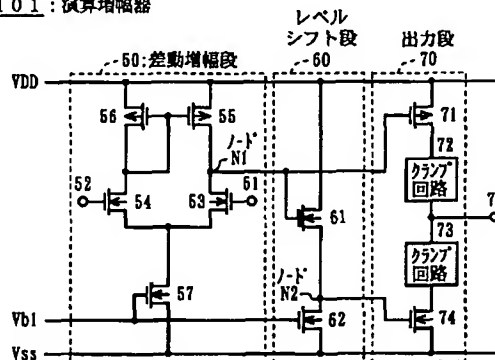 101:演算増幅器
レベル
シフト段
出力段
50:差動増幅段
60
70
VDD
56
55
71
ノード
N1
72
クランプ
回路
52
51
54
53
61
73
クランプ
回路
57
ノード
N2
Vb1
62
74
Vss